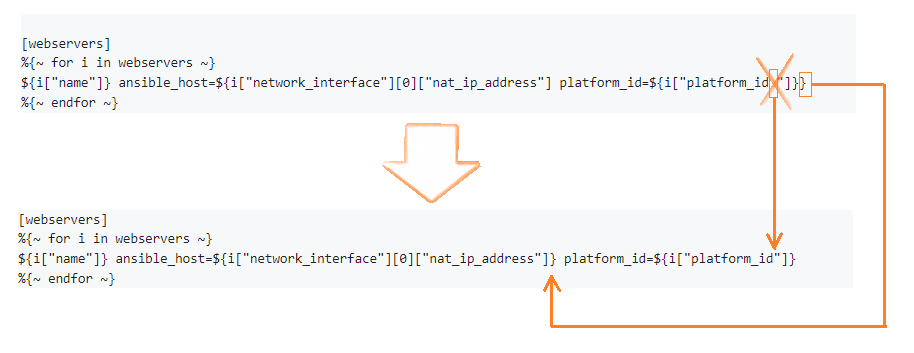 [webservers]
%{~ for i in webservers ~}
${i["name"]} ansible_host=${i["network_interface"][0]["nat_ip_address"] platform_id=${i["platform_id "]}}
%{~ endfor ~}
[webservers]
%{~ for i in webservers ~}
${i["name"]} ansible_host=${i["network_interface"][0]["nat_ip_address"]} platform_id=${i["platform_id"]}
%{~ endfor ~}